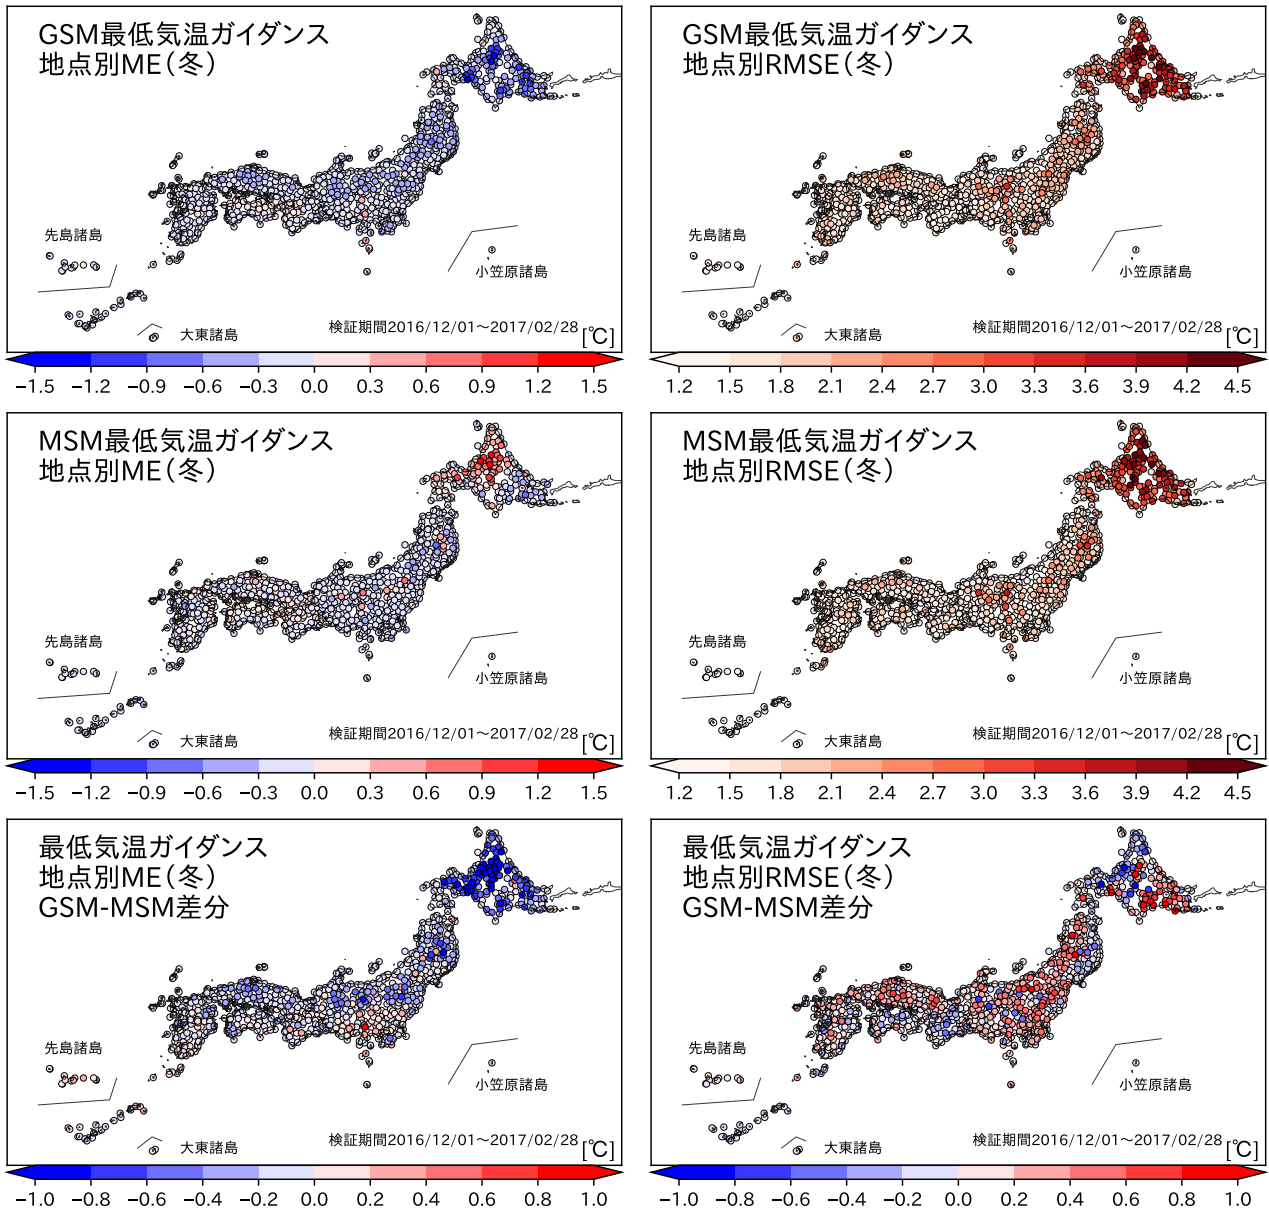 GSM最低気温ガイダンス
地点別ME(冬)
先島諸島
小笠原諸島
大東諸島
検証期間2016/12/01〜2017/02/28
[℃]
−1.5 −1.2 −0.9 −0.6 −0.3 0.0 0.3 0.6 0.9 1.2 1.5
GSM最低気温ガイダンス
地点別RMSE(冬)
先島諸島
小笠原諸島
大東諸島
検証期間2016/12/01〜2017/02/28
[℃]
1.2 1.5 1.8 2.1 2.4 2.7 3.0 3.3 3.6 3.9 4.2 4.5
MSM最低気温ガイダンス
地点別ME(冬)
先島諸島
小笠原諸島
大東諸島
検証期間2016/12/01〜2017/02/28
[℃]
−1.5 −1.2 −0.9 −0.6 −0.3 0.0 0.3 0.6 0.9 1.2 1.5
MSM最低気温ガイダンス
地点別RMSE(冬)
先島諸島
小笠原諸島
大東諸島
検証期間2016/12/01〜2017/02/28
[℃]
1.2 1.5 1.8 2.1 2.4 2.7 3.0 3.3 3.6 3.9 4.2 4.5
最低気温ガイダンス
地点別ME(冬)
GSM-MSM差分
先島諸島
小笠原諸島
大東諸島
検証期間2016/12/01〜2017/02/28
[℃]
−1.0 −0.8 −0.6 −0.4 −0.2 0.0 0.2 0.4 0.6 0.8 1.0
最低気温ガイダンス
地点別RMSE(冬)
GSM-MSM差分
先島諸島
小笠原諸島
大東諸島
検証期間2016/12/01〜2017/02/28
[℃]
−1.0 −0.8 −0.6 −0.4 −0.2 0.0 0.2 0.4 0.6 0.8 1.0